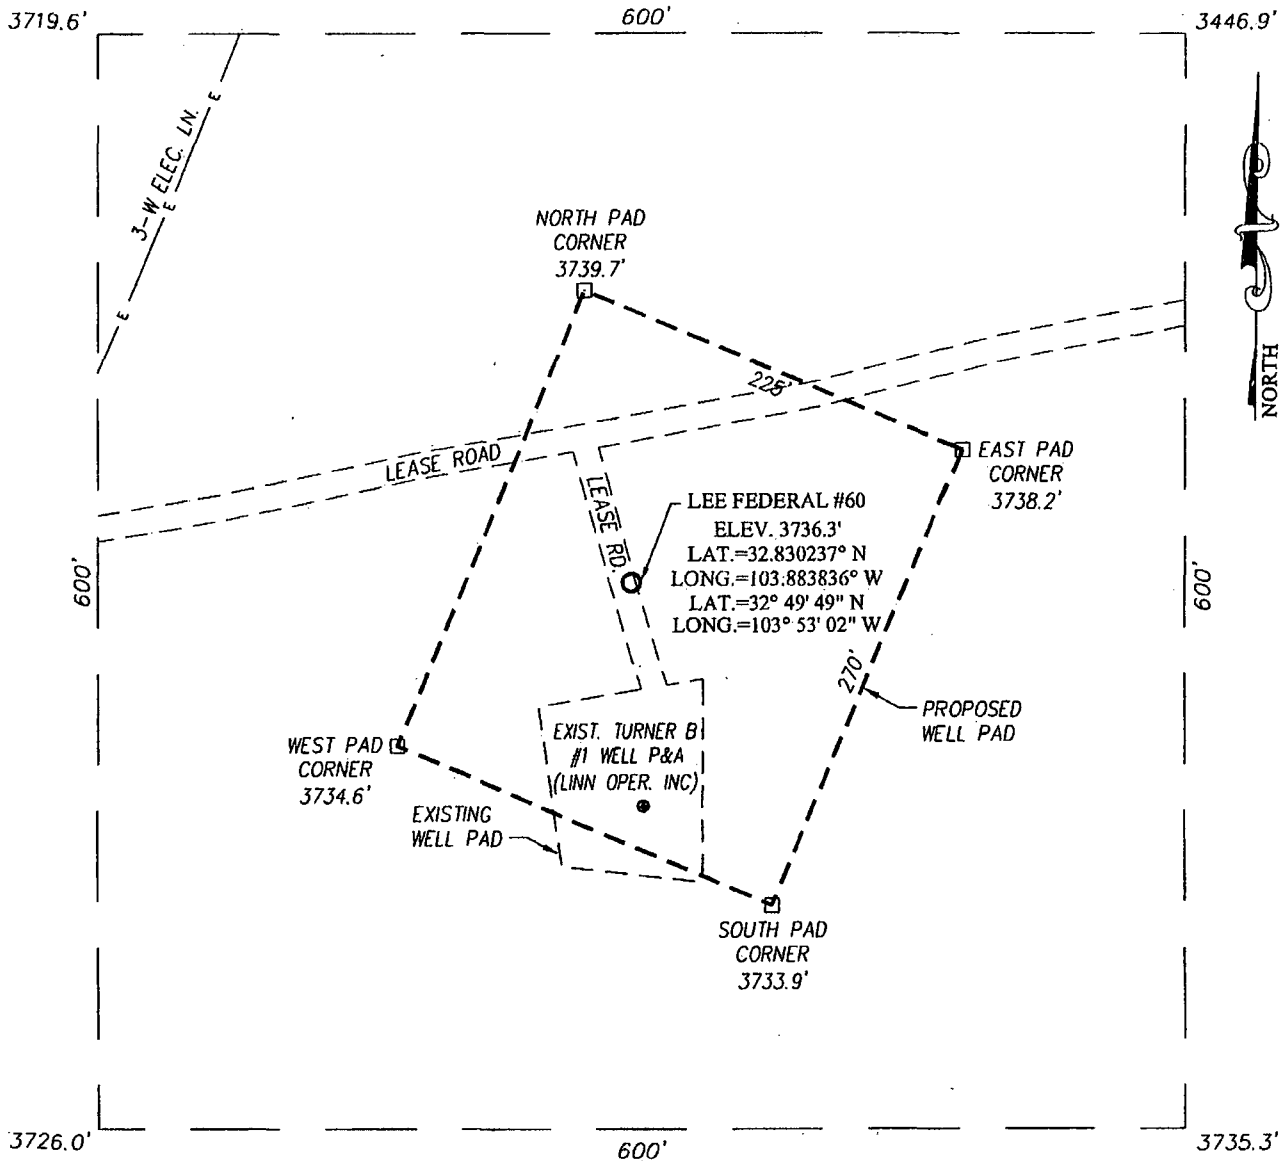 3719.6'
600'
3446.9'
3-W ELEC. LN.
E
E
E
NORTH
NORTH PAD
CORNER
3739.7'
225'
LEASE ROAD
LEASE RD.
EAST PAD
CORNER
3738.2'
LEE FEDERAL #60
ELEV. 3736.3'
LAT.=32.830237° N
LONG.=103.883836° W
LAT.=32° 49' 49" N
LONG.=103° 53' 02" W
600'
600'
270'
PROPOSED
WELL PAD
WEST PAD
CORNER
3734.6'
EXIST. TURNER B
#1 WELL P&A
(LINN OPER. INC)
EXISTING
WELL PAD
SOUTH PAD
CORNER
3733.9'
3726.0'
600'
3735.3'